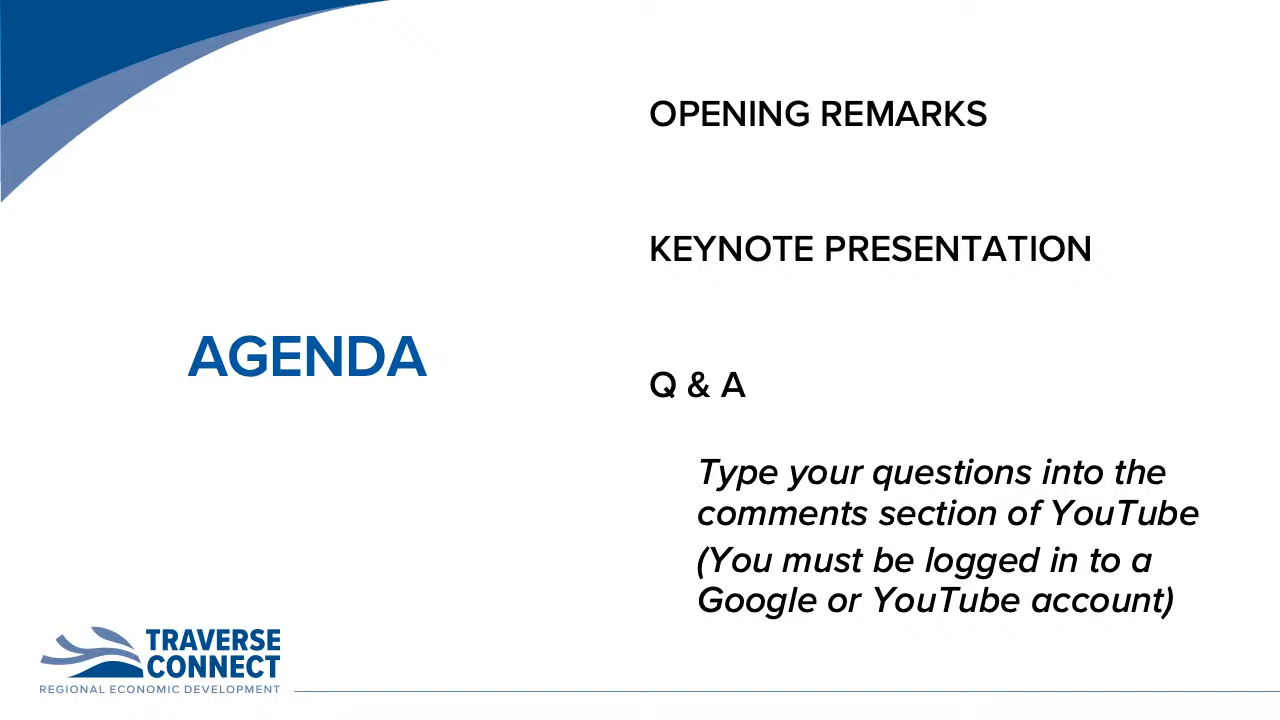 AGENDA
OPENING REMARKS
KEYNOTE PRESENTATION
Q & A
Type your questions into the
comments section of YouTube
(You must be logged in to a
Google or YouTube account)
TRAVERSE
CONNECT
REGIONAL ECONOMIC DEVELOPMENT